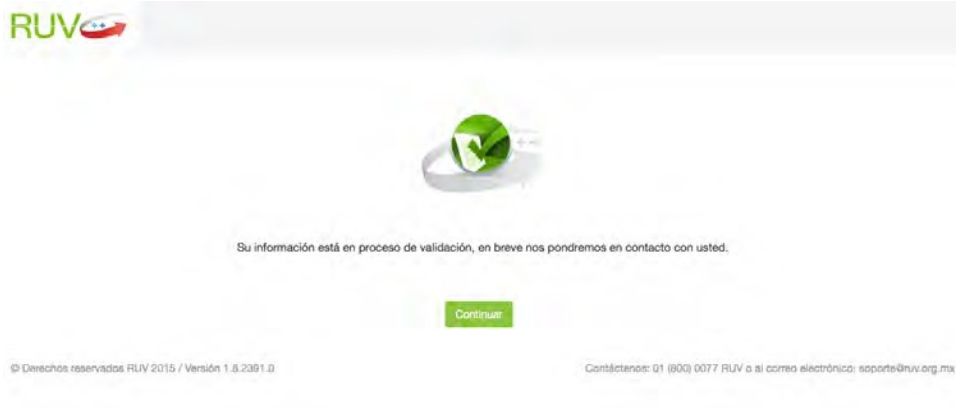 RUV
Su información está en proceso de validación, en breve nos pondremos en contacto con usted.
Continuar
© Derechos reservados RUV 2015 / Versión 1.8.2391.0
Contáctenos: 01 (800) 0077 RUV o al correo electrónico: soporte@ruv.org.mx